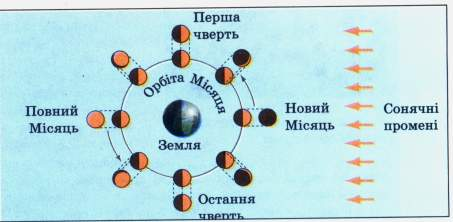 Перша
чверть
Орбіта Місяця
Повний
Місяць
Земля
Новий
Місяць
Сонячні
промені
Остання
чверть